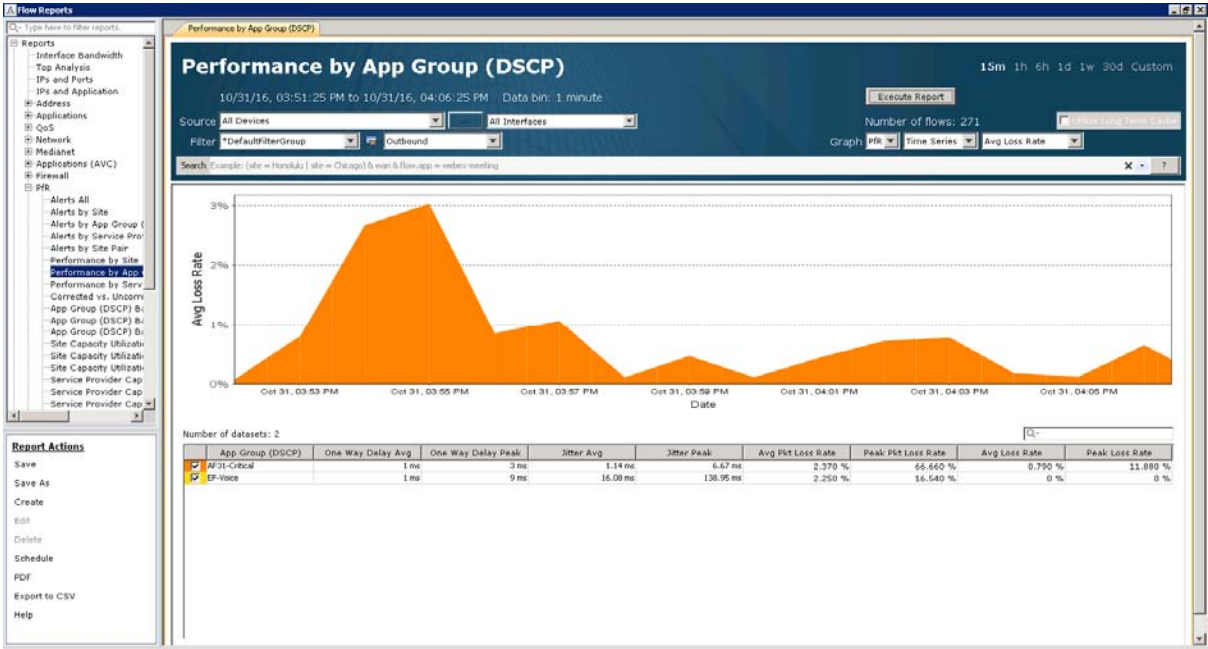 Flow Reports
Type here to filter reports.
Reports
Interface Bandwidth
Top Analysis
IPs and Ports
IPs and Application
Address
Applications
QoS
Network
Medianet
Applications (AVC)
Firewall
PfR
Alerts All
Alerts by Site
Alerts by App Group (
Alerts by Service Pro
Alerts by Site Pair
Performance by Site
Performance by App
Performance by Serv
Corrected vs. Uncorr
App Group (DSCP) Ba
App Group (DSCP) Ba
App Group (DSCP) Ba
Site Capacity Utilizati
Site Capacity Utilizati
Site Capacity Utilizati
Service Provider Cap
Service Provider Cap
Service Provider Cap
Report Actions
Save
Save As
Create
Edit
Delete
Schedule
PDF
Export to CSV
Help
Performance by App Group (DSCP)
Performance by App Group (DSCP)
15m 1h 6h 1d 1w 30d Custom
10/31/16, 03:51:25 PM to 10/31/16, 04:06:25 PM Data bin: 1 minute
Execute Report
Source All Devices All Interfaces
Number of flows: 271 Utilize Long Term Cache
Filter *DefaultFilterGroup Outbound
Graph PfR Time Series Avg Loss Rate
Search Example: (site = Honolulu | site = Chicago) & wan & flow.app = webex-meeting ?
Avg Loss Rate
3%
2%
1%
0%
Oct 31, 03:53 PM Oct 31, 03:55 PM Oct 31, 03:57 PM Oct 31, 03:59 PM Oct 31, 04:01 PM Oct 31, 04:03 PM Oct 31, 04:05 PM
Date
Number of datasets: 2
App Group (DSCP) One Way Delay Avg One Way Delay Peak Jitter Avg Jitter Peak Avg Pkt Loss Rate Peak Pkt Loss Rate Avg Loss Rate Peak Loss Rate
AF31-Critical 1 ms 3 ms 1.14 ms 6.67 ms 2.370 % 66.660 % 0.790 % 11.880 %
EF-Voice 1 ms 9 ms 16.08 ms 138.95 ms 2.250 % 16.540 % 0 % 0 %